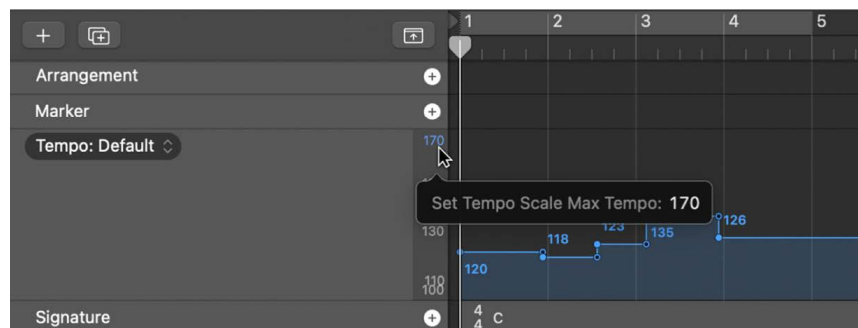 1 2 3 4 5
Arrangement
Marker
Tempo: Default
170
Set Tempo Scale Max Tempo: 170
130
118
123
135
126
120
110
100
Signature
4
4
C